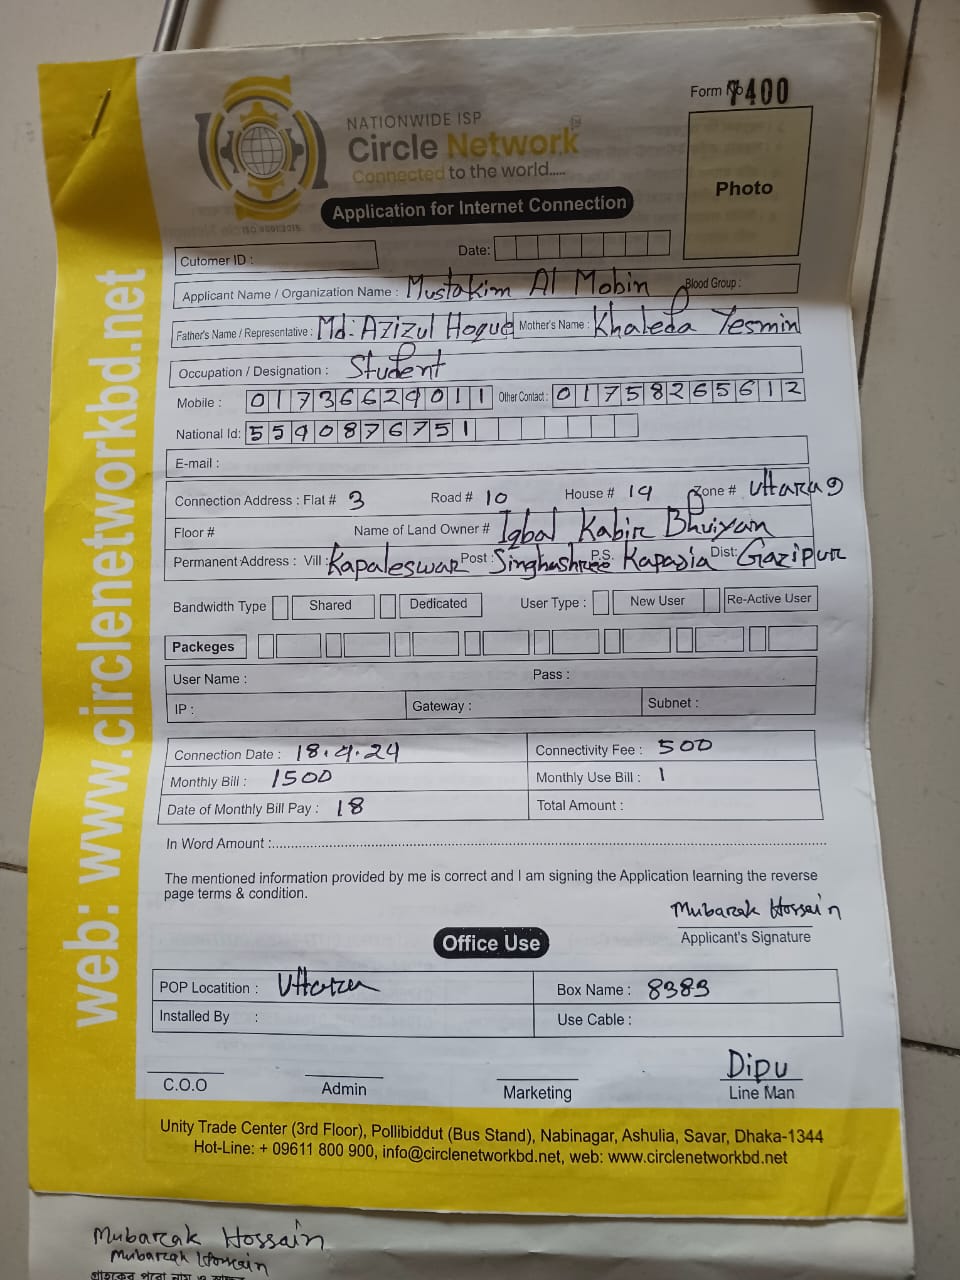 web: www.circlenetworkbd.net
Form No 7400
NATIONWIDE ISP
Circle Network
Connected to the world.....
ISO 9001:2015
Photo
Application for Internet Connection
Cutomer ID :
Date:
Applicant Name / Organization Name : Mustakim Al Mobin Blood Group :
Father's Name / Representative : Md: Azizul Hoque Mother's Name : Khaleda Yesmin
Occupation / Designation : Student
Mobile : 01736629011 Other Contact : 01758265612
National Id: 5590876751
E-mail :
Connection Address : Flat # 3 Road # 10 House # 19 Zone # Uttara 9
Floor # Name of Land Owner # Iqbal Kabir Bhuiyan
Permanent Address : Vill : Kapaleswar Post : Singhashree P.S. Kapasia Dist: Gazipur
Bandwidth Type Shared Dedicated User Type : New User Re-Active User
Packeges
User Name : Pass :
IP : Gateway : Subnet :
Connection Date : 18.4.24 Connectivity Fee : 500
Monthly Bill : 1500 Monthly Use Bill : 1
Date of Monthly Bill Pay : 18 Total Amount :
In Word Amount :
The mentioned information provided by me is correct and I am signing the Application learning the reverse
page terms & condition.
Mubarak Hossain
Applicant's Signature
Office Use
POP Locatition : Uttara Box Name : 8383
Installed By : Use Cable :
Dipu
C.O.O Admin Marketing Line Man
Unity Trade Center (3rd Floor), Pollibiddut (Bus Stand), Nabinagar, Ashulia, Savar, Dhaka-1344
Hot-Line: + 09611 800 900, info@circlenetworkbd.net, web: www.circlenetworkbd.net
Mubarak Hossain
Mubarak Hossain